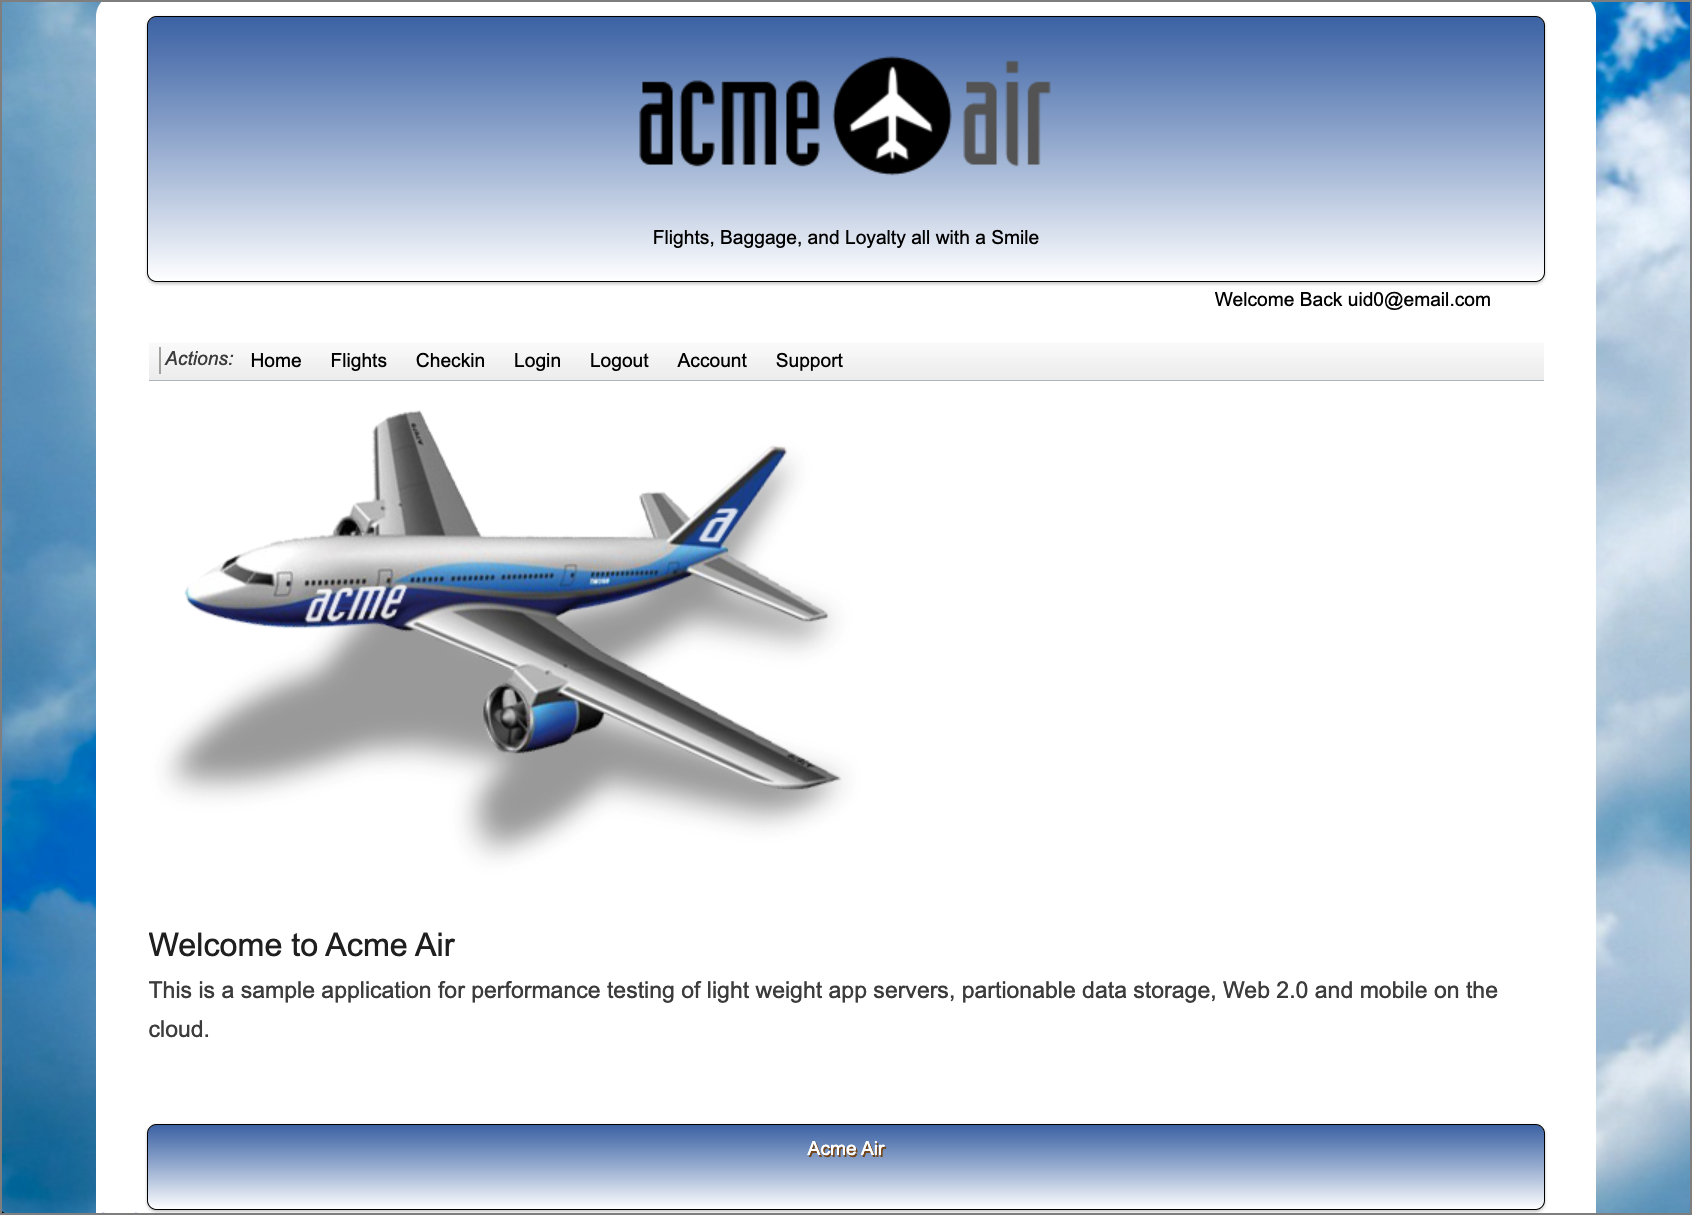 acme air
Flights, Baggage, and Loyalty all with a Smile
Welcome Back uid0@email.com
Actions: Home Flights Checkin Login Logout Account Support
a
acme
Welcome to Acme Air
This is a sample application for performance testing of light weight app servers, partionable data storage, Web 2.0 and mobile on the
cloud.
Acme Air